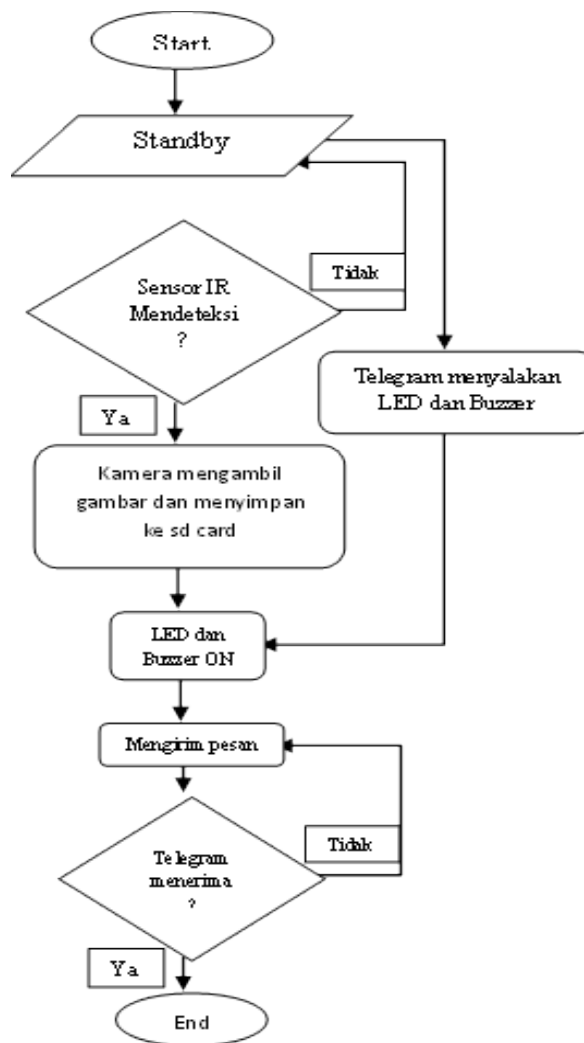 Start
Standby
Tidak
Sensor IR
Mendeteksi
?
Telegram menyalakan
LED dan Buzzer
Ya
Kamera mengambil
gambar dan menyimpan
ke sd card
LED dan
Buzzer ON
Mengirim pesan
Tidak
Telegram
menerima
?
Ya
End